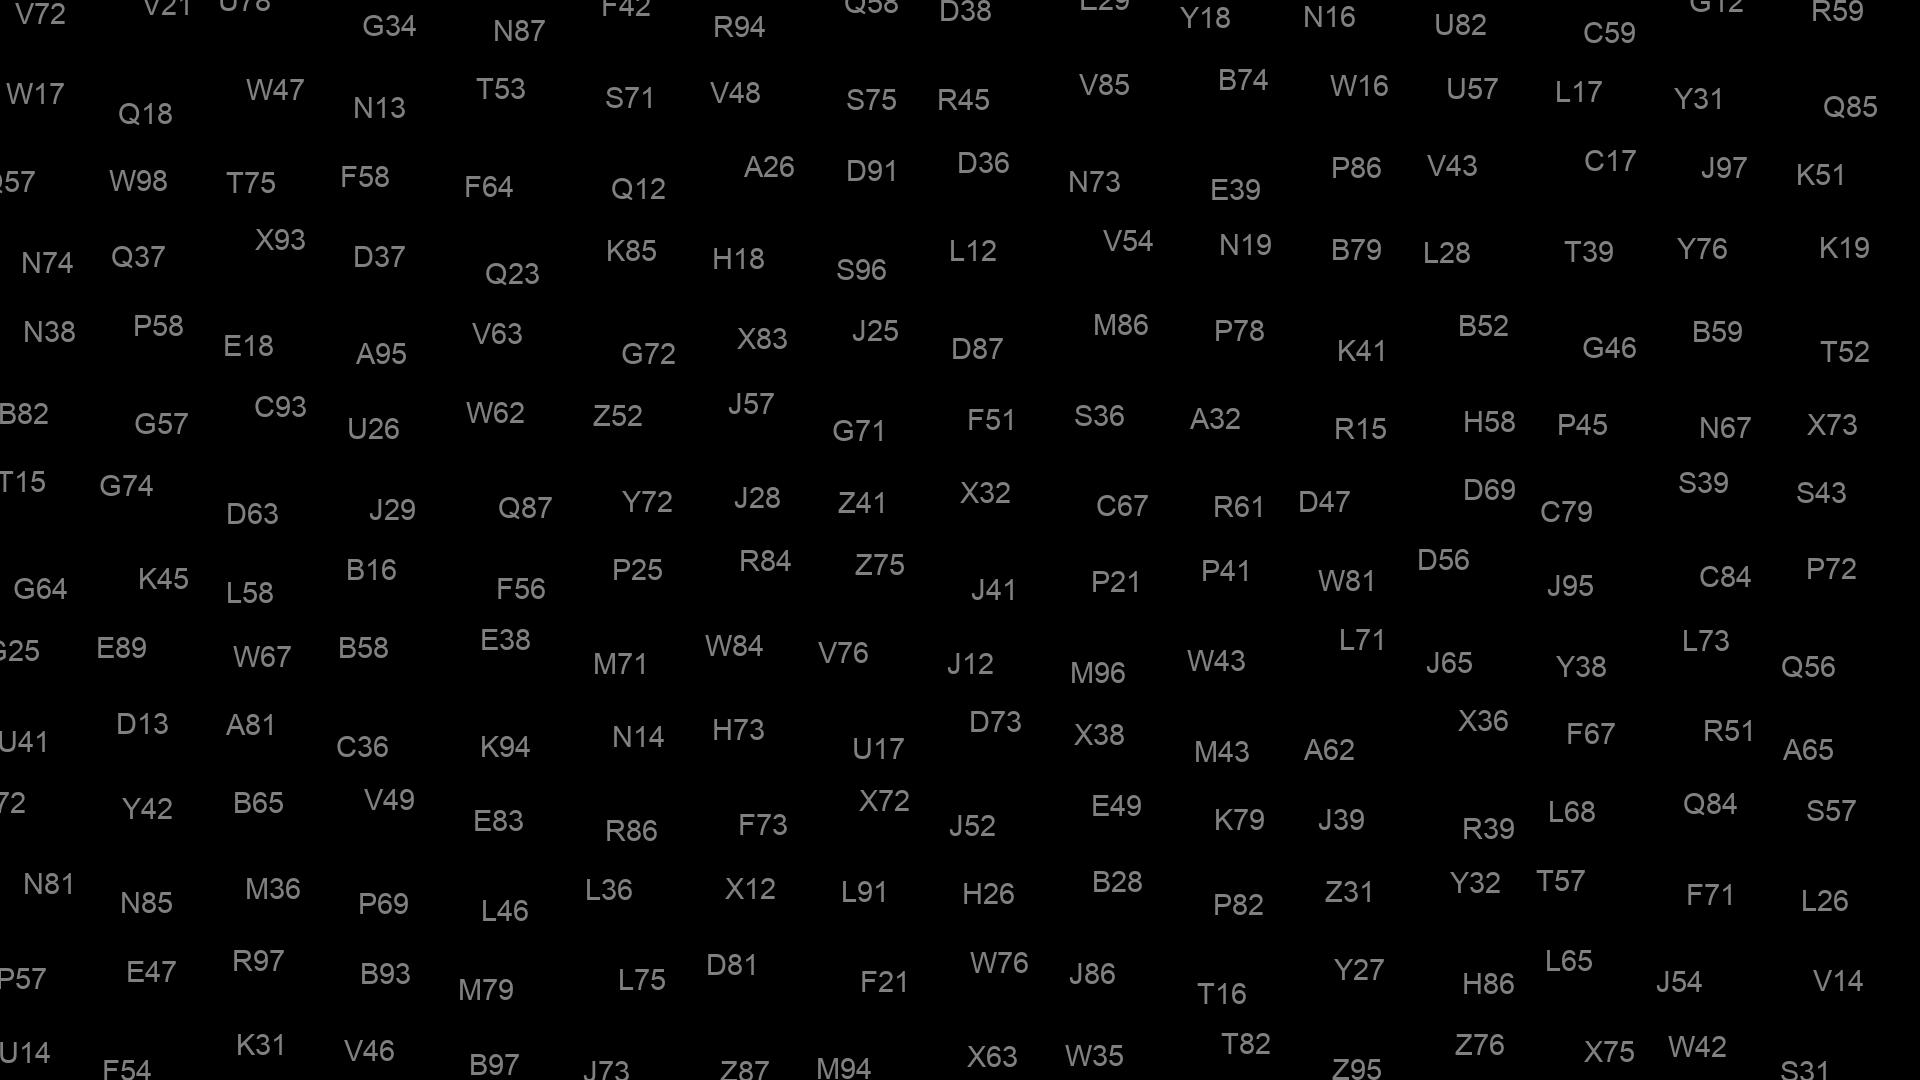 V72 V21 U78 G34 N87 F42 R94 Q58 D38 E29 Y18 N16 U82 C59 G12 R59
W17 Q18 W47 N13 T53 S71 V48 S75 R45 V85 B74 W16 U57 L17 Y31 Q85
Q57 W98 T75 F58 F64 Q12 A26 D91 D36 N73 E39 P86 V43 C17 J97 K51
N74 Q37 X93 D37 Q23 K85 H18 S96 L12 V54 N19 B79 L28 T39 Y76 K19
N38 P58 E18 A95 V63 G72 X83 J25 D87 M86 P78 K41 B52 G46 B59 T52
B82 G57 C93 U26 W62 Z52 J57 G71 F51 S36 A32 R15 H58 P45 N67 X73
T15 G74 D63 J29 Q87 Y72 J28 Z41 X32 C67 R61 D47 D69 C79 S39 S43
G64 K45 L58 B16 F56 P25 R84 Z75 J41 P21 P41 W81 D56 J95 C84 P72
G25 E89 W67 B58 E38 M71 W84 V76 J12 M96 W43 L71 J65 Y38 L73 Q56
U41 D13 A81 C36 K94 N14 H73 U17 D73 X38 M43 A62 X36 F67 R51 A65
72 Y42 B65 V49 E83 R86 F73 X72 J52 E49 K79 J39 R39 L68 Q84 S57
N81 N85 M36 P69 L46 L36 X12 L91 H26 B28 P82 Z31 Y32 T57 F71 L26
P57 E47 R97 B93 M79 L75 D81 F21 W76 J86 T16 Y27 H86 L65 J54 V14
U14 F54 K31 V46 B97 J73 Z87 M94 X63 W35 T82 Z95 Z76 X75 W42 S31